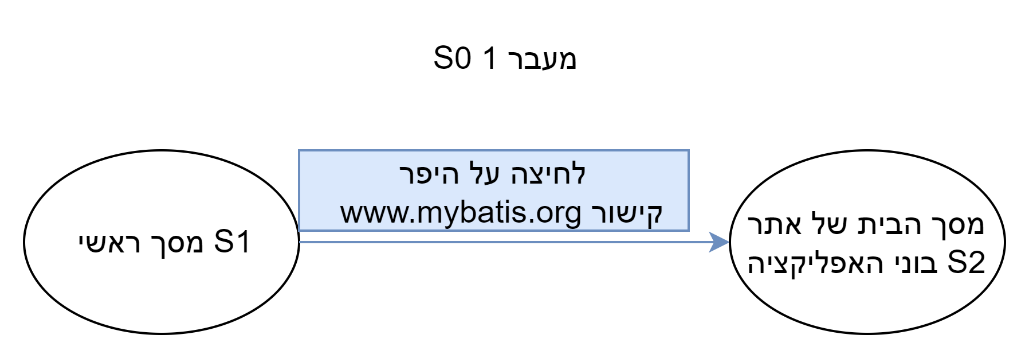 מעבר 1 S0
לחיצה על היפר
קישור www.mybatis.org
S1 מסך ראשי
מסך הבית של אתר
S2 בוני האפליקציה